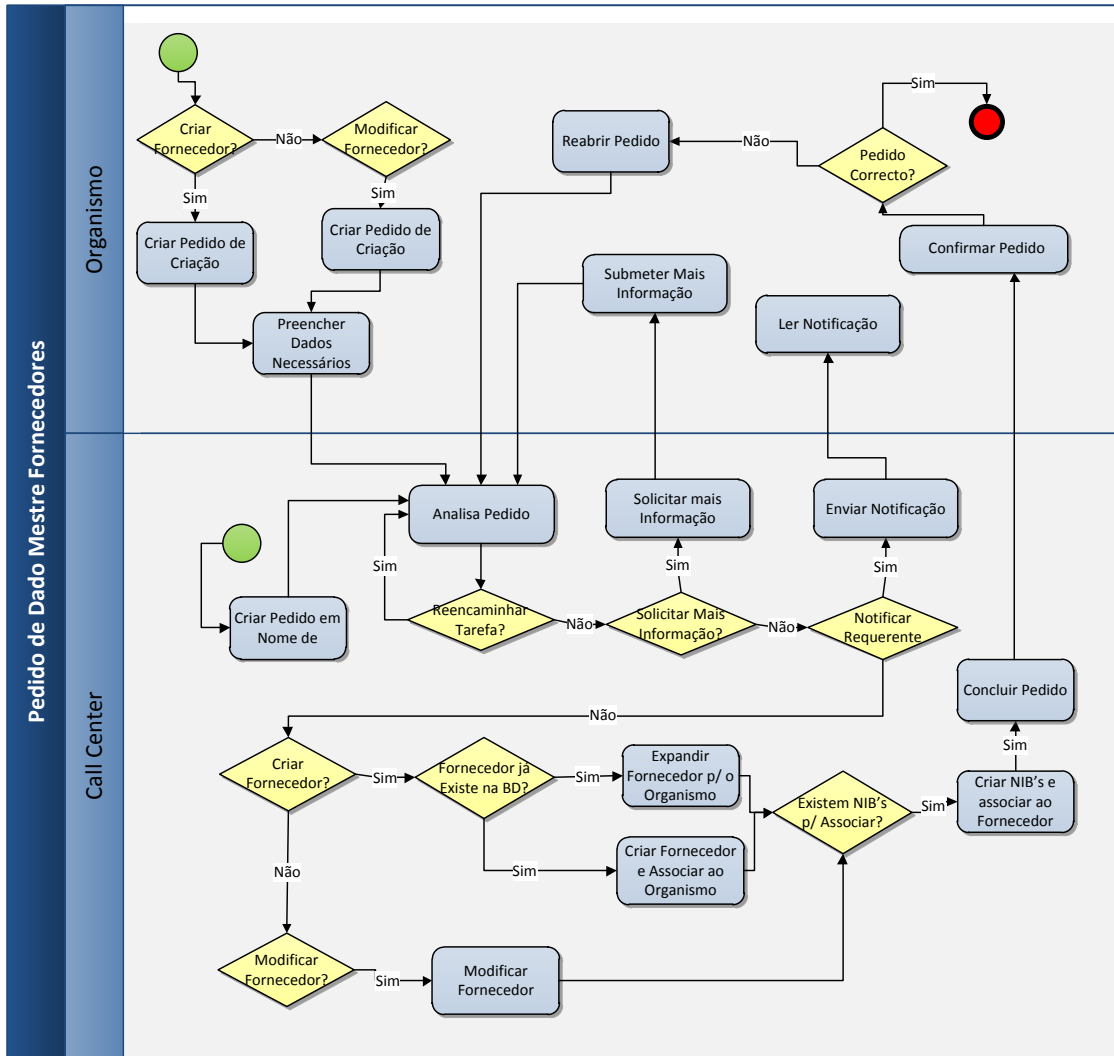 Pedido de Dado Mestre Fornecedores
Organismo
Criar
Fornecedor?
Não
Modificar
Fornecedor?
Sim
Criar Pedido de
Criação
Sim
Criar Pedido de
Criação
Preencher
Dados
Necessários
Reabrir Pedido
Não
Pedido
Correcto?
Sim
Confirmar Pedido
Submeter Mais
Informação
Ler Notificação
Call Center
Analisa Pedido
Sim
Criar Pedido em
Nome de
Reencaminhar
Tarefa?
Não
Solicitar mais
Informação
Sim
Solicitar Mais
Informação?
Não
Enviar Notificação
Sim
Notificar
Requerente
Não
Concluir Pedido
Sim
Criar
Fornecedor?
Sim
Fornecedor já
Existe na BD?
Sim
Expandir
Fornecedor p/ o
Organismo
Sim
Criar Fornecedor
e Associar ao
Organismo
Existem NIB's
p/ Associar?
Sim
Criar NIB's e
associar ao
Fornecedor
Não
Modificar
Fornecedor?
Sim
Modificar
Fornecedor